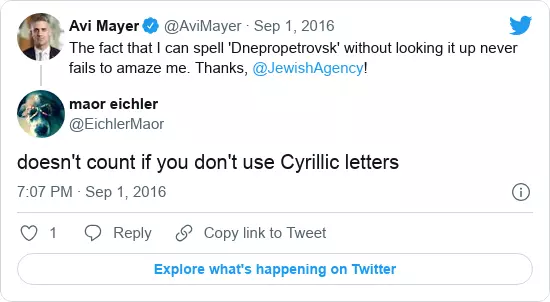 Avi Mayer @AviMayer · Sep 1, 2016
The fact that I can spell 'Dnepropetrovsk' without looking it up never
fails to amaze me. Thanks, @JewishAgency!
maor eichler
@EichlerMaor
doesn't count if you don't use Cyrillic letters
7:07 PM · Sep 1, 2016
1 Reply Copy link to Tweet
Explore what's happening on Twitter